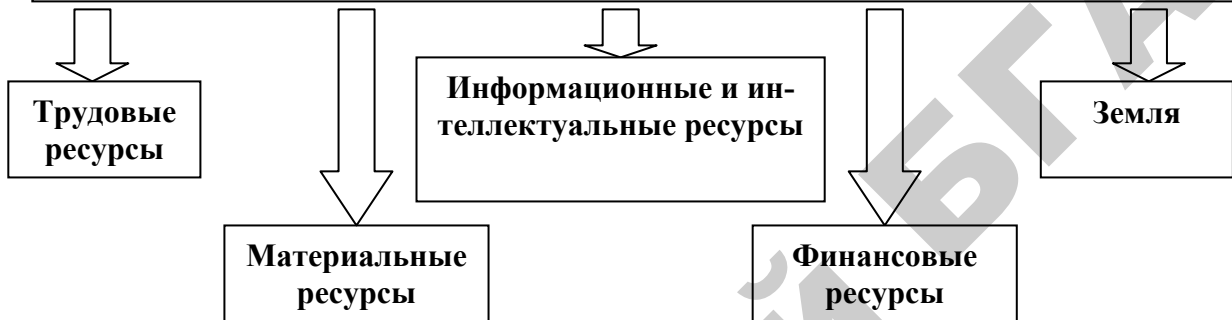 Трудовые
ресурсы
Информационные и ин-
теллектуальные ресурсы
Земля
Материальные
ресурсы
Финансовые
ресурсы